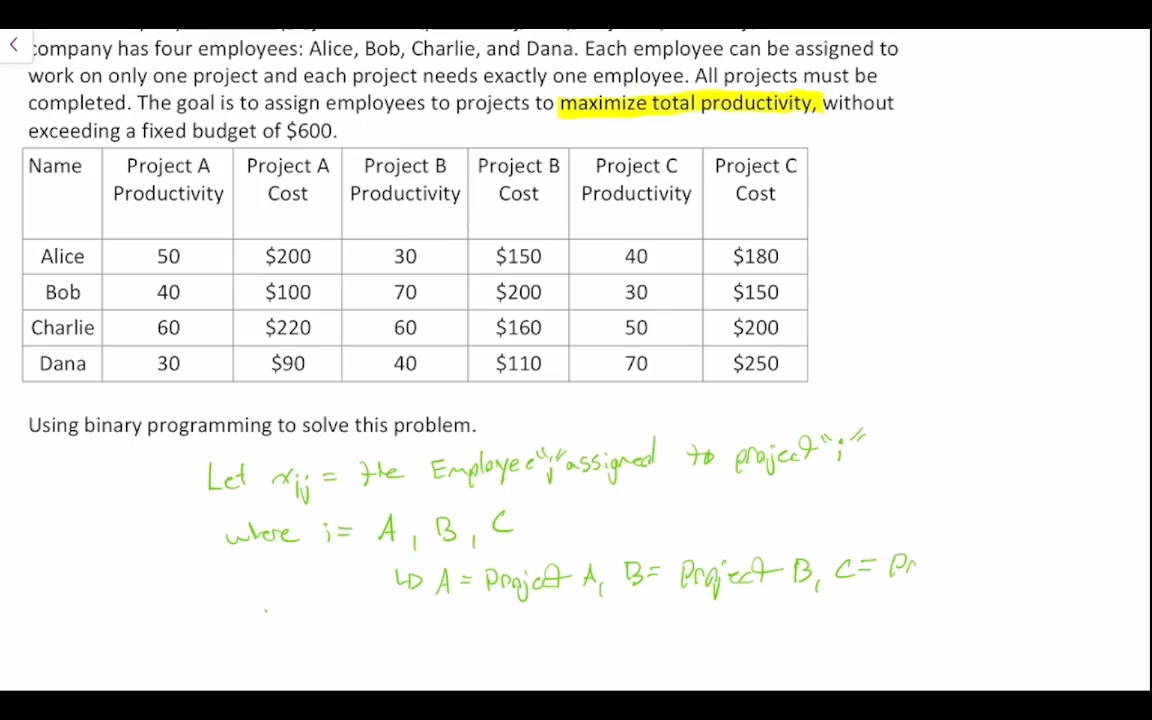 company has four employees: Alice, Bob, Charlie, and Dana. Each employee can be assigned to
work on only one project and each project needs exactly one employee. All projects must be
completed. The goal is to assign employees to projects to maximize total productivity, without
exceeding a fixed budget of $600.
Name Project A Productivity Project A Cost Project B Productivity Project B Cost Project C Productivity Project C Cost
Alice 50 $200 30 $150 40 $180
Bob 40 $100 70 $200 30 $150
Charlie 60 $220 60 $160 50 $200
Dana 30 $90 40 $110 70 $250
Using binary programming to solve this problem.
Let xij = the Employee "j" assigned to project "i"
where i = A, B, C
↳ A = Project A, B = Project B, C = Pr